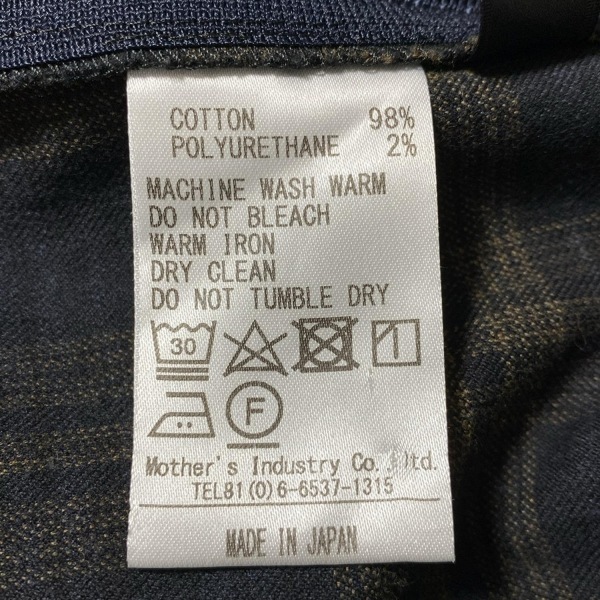 COTTON 98%
POLYURETHANE 2%
MACHINE WASH WARM
DO NOT BLEACH
WARM IRON
DRY CLEAN
DO NOT TUMBLE DRY
30
F
Mother's Industry Co. ltd.
TEL81(0)6-6537-1315
MADE IN JAPAN